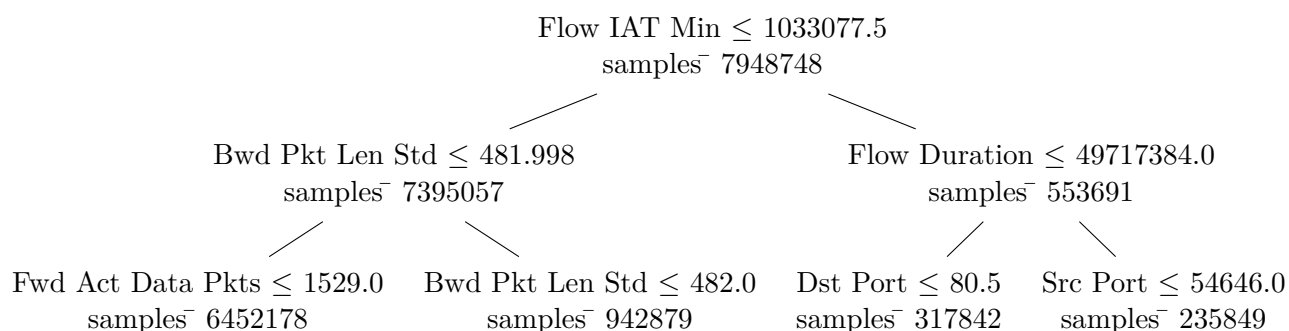 Flow IAT Min ≤ 1033077.5
samples ̄ 7948748
Bwd Pkt Len Std ≤ 481.998
samples ̄ 7395057
Flow Duration ≤ 49717384.0
samples ̄ 553691
Fwd Act Data Pkts ≤ 1529.0
samples ̄ 6452178
Bwd Pkt Len Std ≤ 482.0
samples ̄ 942879
Dst Port ≤ 80.5
samples ̄ 317842
Src Port ≤ 54646.0
samples ̄ 235849